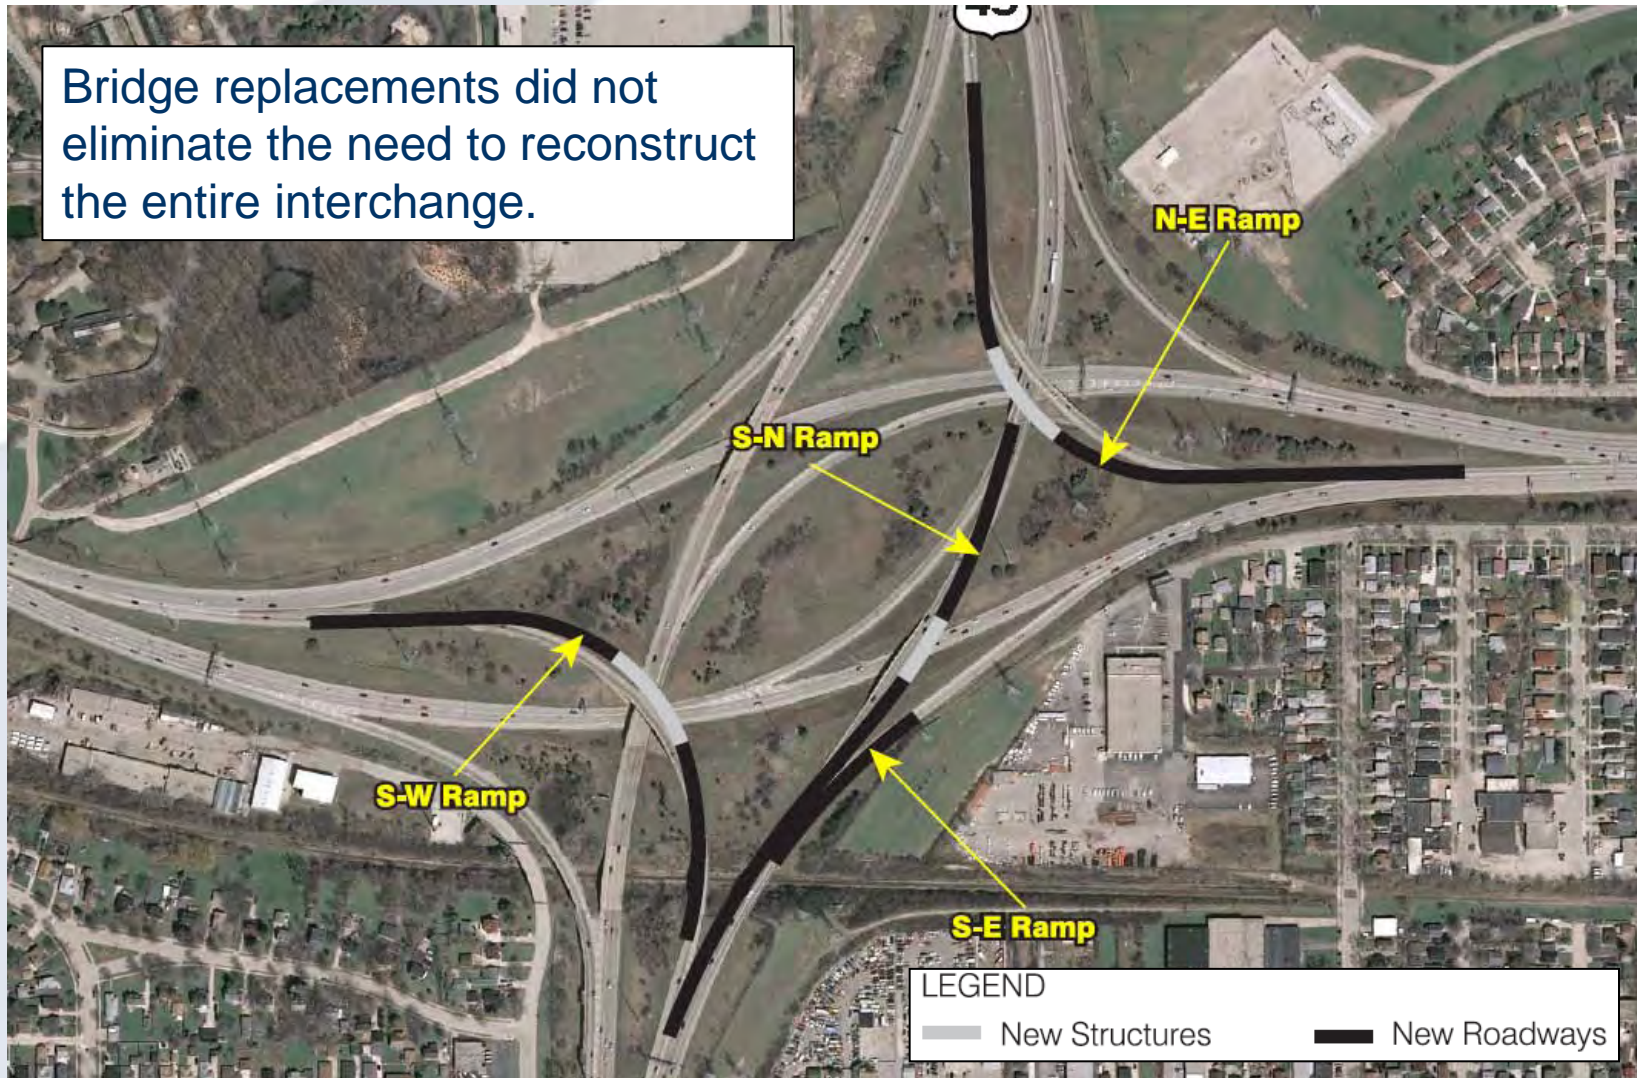 Bridge replacements did not
eliminate the need to reconstruct
the entire interchange.
45
N-E Ramp
S-N Ramp
S-W Ramp
S-E Ramp
LEGEND
New Structures
New Roadways